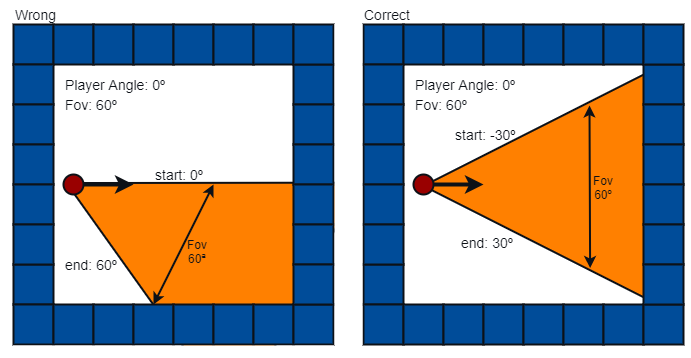 Wrong
Player Angle: 0º
Fov: 60º
start: 0º
Fov
60º
end: 60º
Correct
Player Angle: 0º
Fov: 60º
start: -30º
Fov
60º
end: 30º